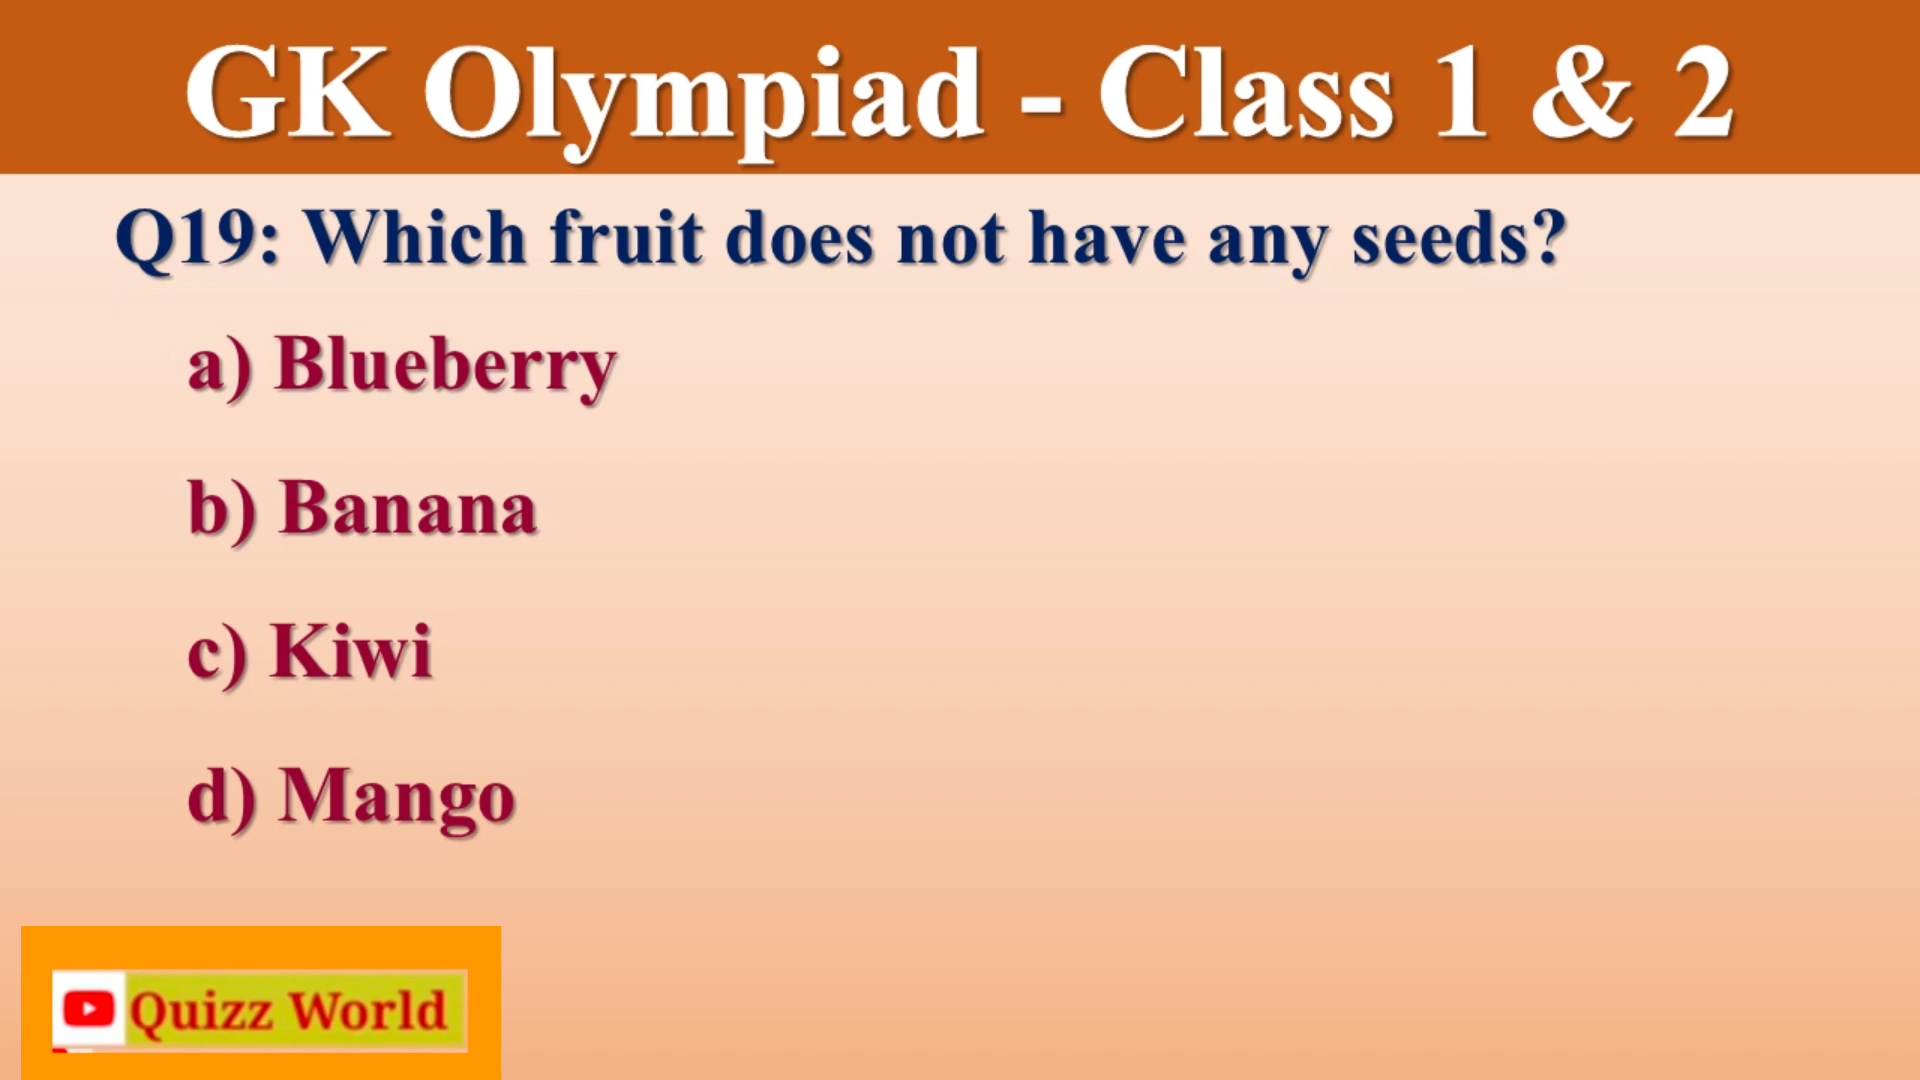 GK Olympiad - Class 1 & 2
Q19: Which fruit does not have any seeds?
a) Blueberry
b) Banana
c) Kiwi
d) Mango
Quizz World